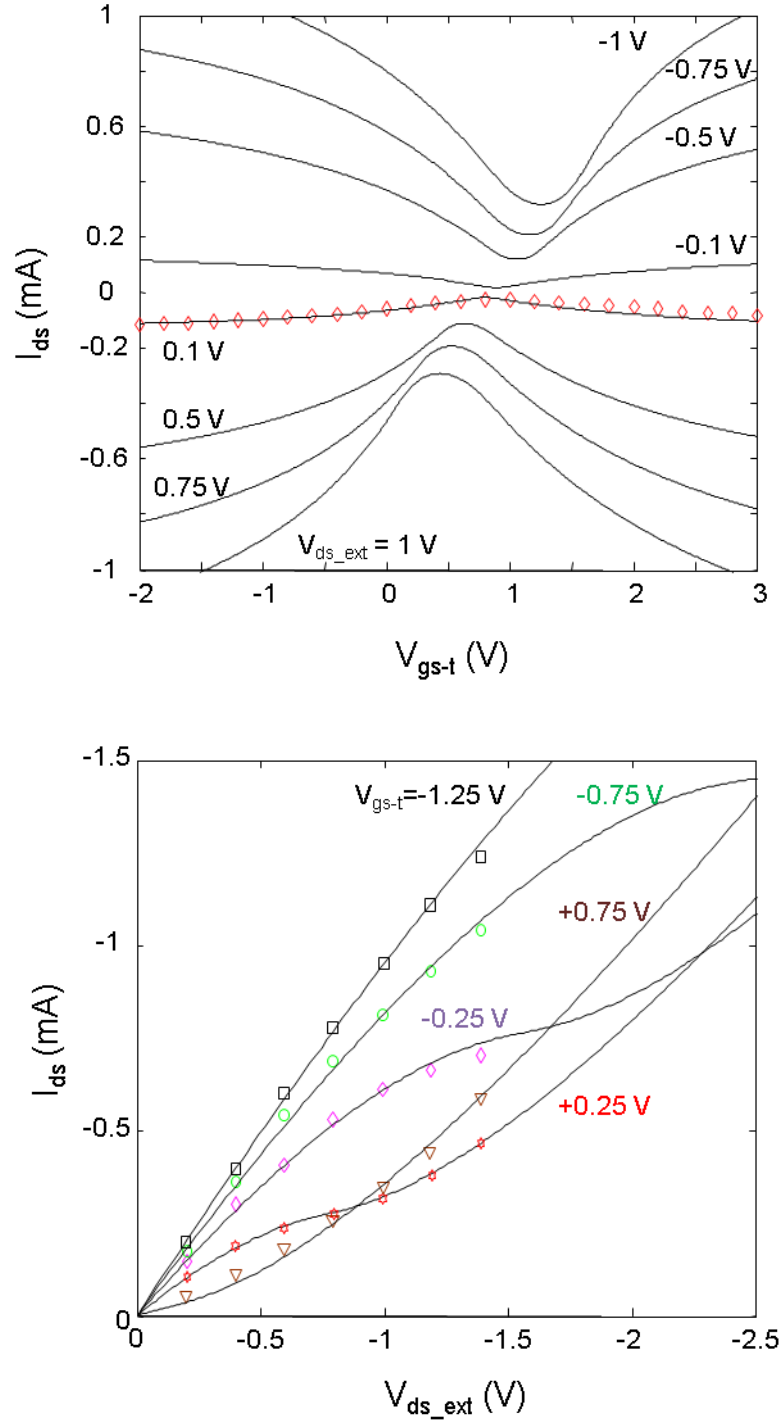 1
-1 V
-0.75 V
0.6
-0.5 V
0.2
-0.1 V
0
0.1 V
-0.2
0.5 V
-0.6
0.75 V
Vds_ext = 1 V
-1
-2
-1
0
1
2
3
Ids (mA)
Vgs-t (V)
-1.5
Vgs-t=-1.25 V
-0.75 V
+0.75 V
-1
-0.25 V
+0.25 V
-0.5
0
0
-0.5
-1
-1.5
-2
-2.5
Ids (mA)
Vds_ext (V)